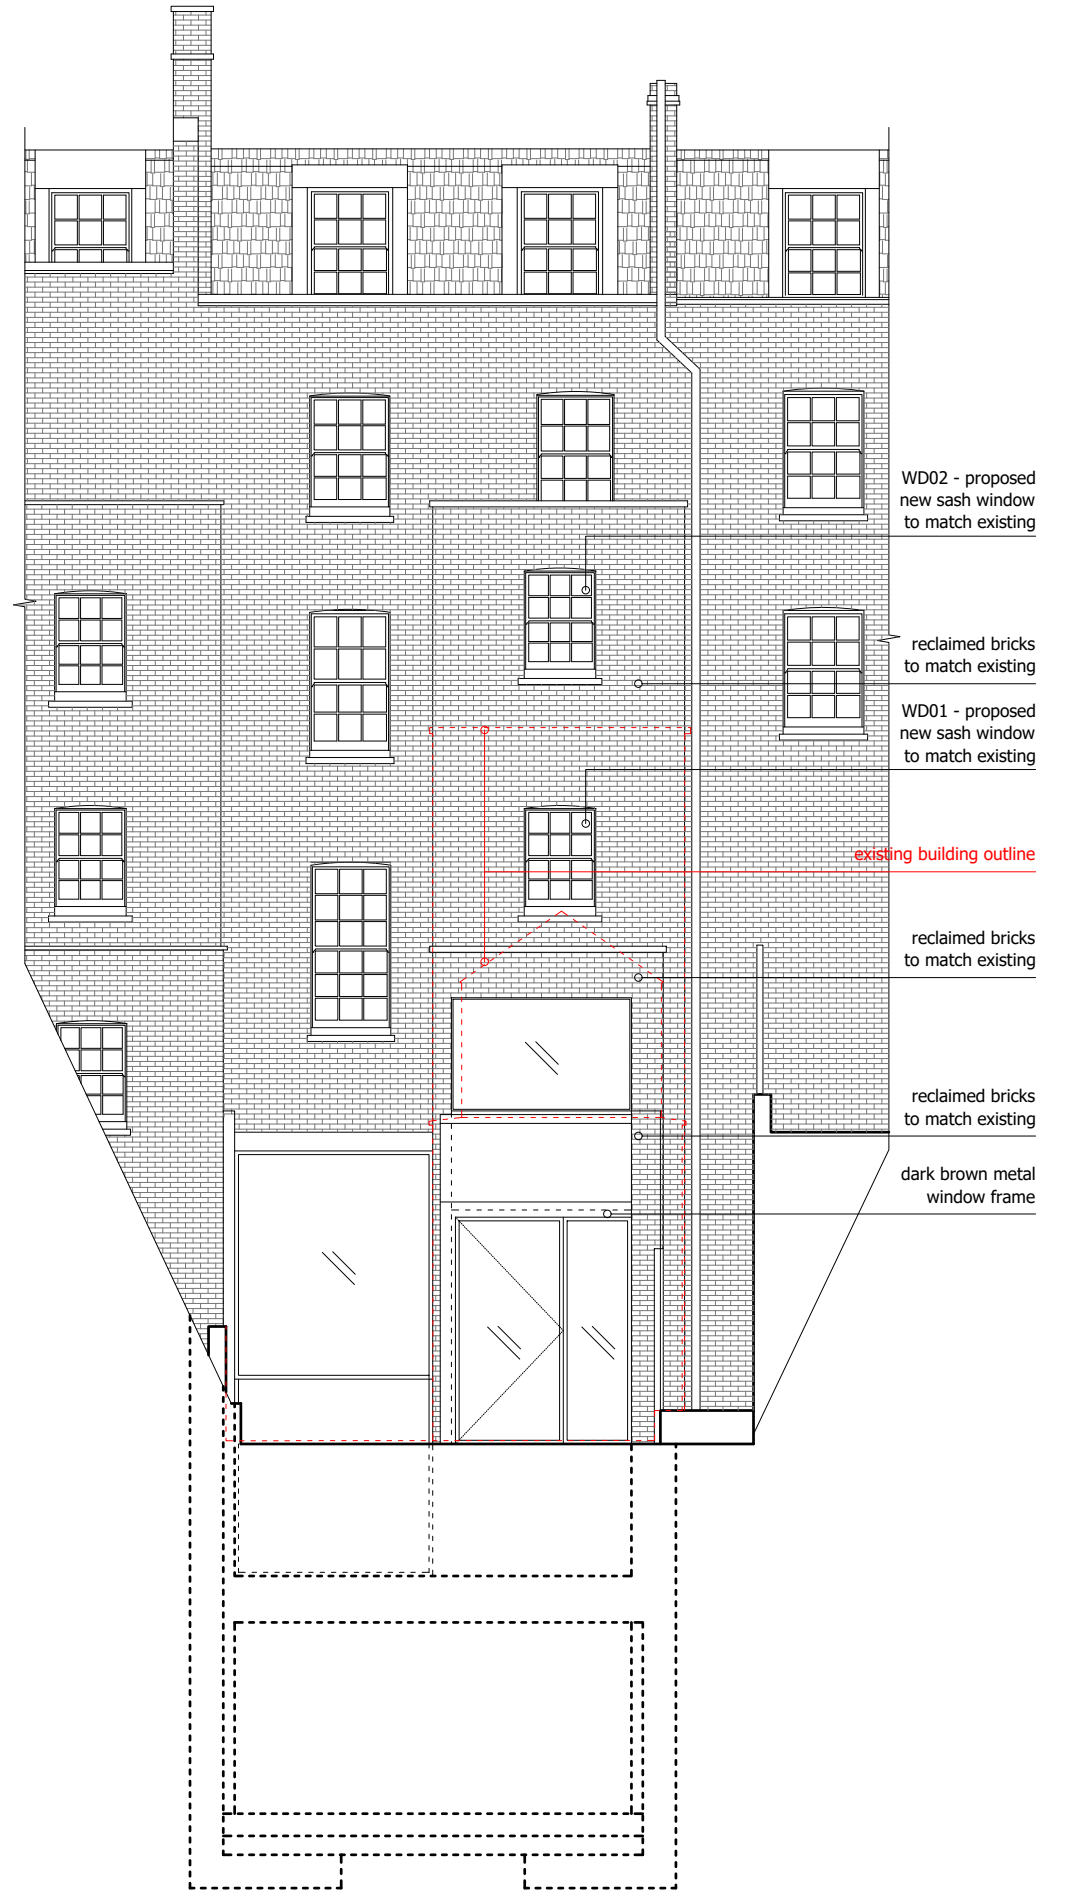 WD02 - proposed
new sash window
to match existing
reclaimed bricks
to match existing
WD01 - proposed
new sash window
to match existing
existing building outline
reclaimed bricks
to match existing
reclaimed bricks
to match existing
dark brown metal
window frame